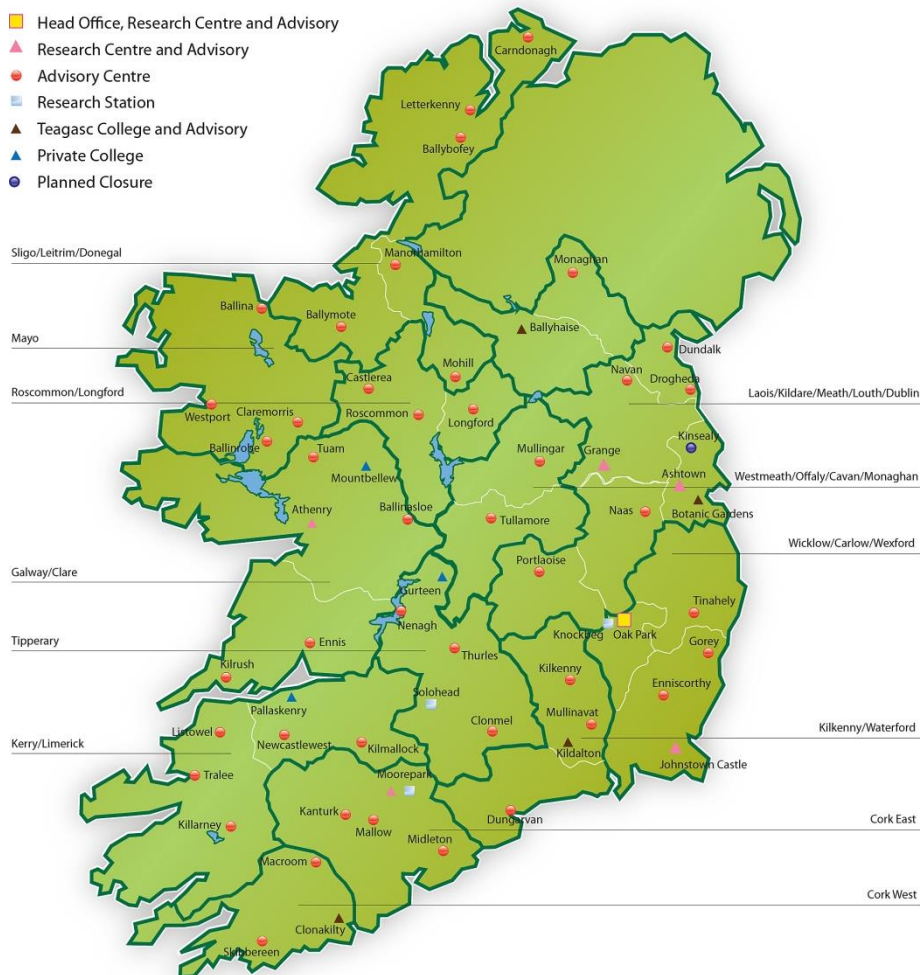 Head Office, Research Centre and Advisory
Research Centre and Advisory
Advisory Centre
Research Station
Teagasc College and Advisory
Private College
Planned Closure
Carndonagh
Letterkenny
Ballybofey
Sligo/Leitrim/Donegal
Manorhamilton
Monaghan
Ballina
Ballymote
Ballyhaise
Mayo
Dundalk
Mohill
Navan
Castlerea
Drogheda
Roscommon/Longford
Laois/Kildare/Meath/Louth/Dublin
Westport
Claremorris
Roscommon
Longford
Ballinrobe
Tuam
Mullingar
Grange
Kinsealy
Mountbellew
Westmeath/Offaly/Cavan/Monaghan
Ashtown
Athenry
Ballinasloe
Tullamore
Naas
Botanic Gardens
Wicklow/Carlow/Wexford
Portlaoise
Galway/Clare
Gurteen
Tinahely
Nenagh
Knockbeg
Oak Park
Tipperary
Ennis
Thurles
Gorey
Kilrush
Kilkenny
Solohead
Enniscorthy
Pallaskenry
Clonmel
Mullinavat
Kilkenny/Waterford
Listowel
Newcastlewest
Kilmallock
Kildalton
Kerry/Limerick
Johnstown Castle
Tralee
Moorepark
Killarney
Kanturk
Mallow
Dungarvan
Cork East
Midleton
Macroom
Cork West
Clonakilty
Skibbereen